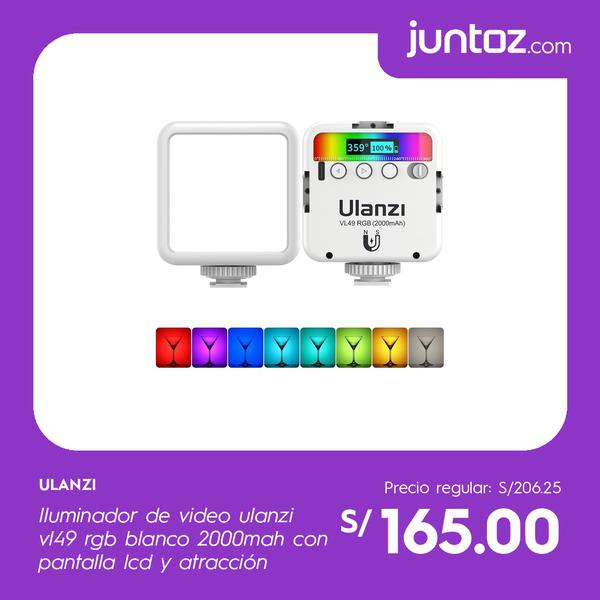 juntoz.com
359° 100%
Ulanzi
VL49 RGB (2000mAh)
N S
ULANZI
Iluminador de video ulanzi
vl49 rgb blanco 2000mah con
pantalla lcd y atracción
Precio regular: S/206.25
S/ 165.00